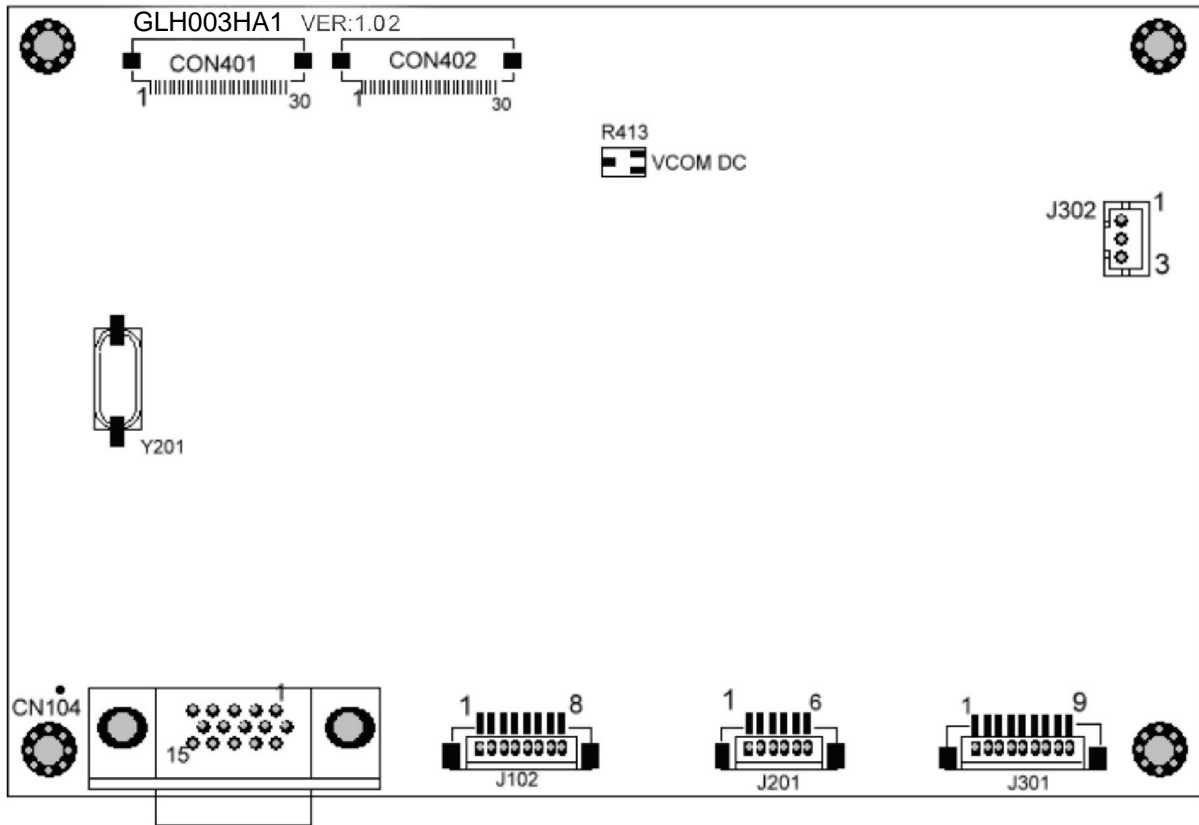 GLH003HA1 VER:1.02
CON401
CON402
1 30
1 30
R413
VCOM DC
J302
1
3
Y201
CN104
1
15
1 8
J102
1 6
J201
1 9
J301